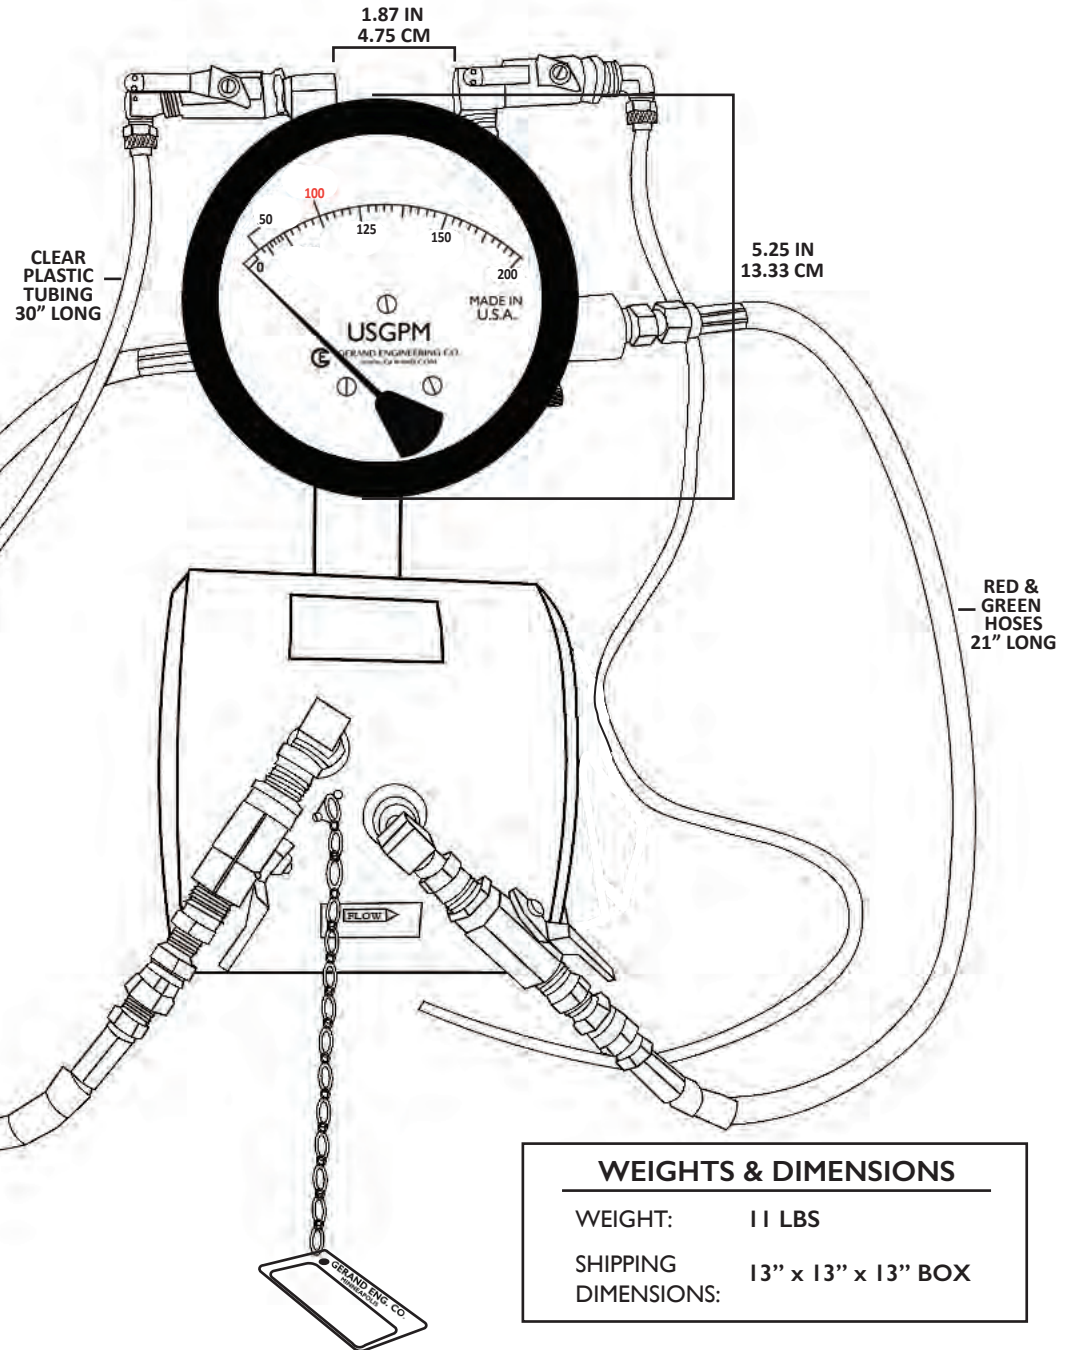 1.87 IN
4.75 CM
100
50
125
150
0
200
MADE IN
U.S.A.
USGPM
GERAND ENGINEERING CO.
CLEAR
PLASTIC
TUBING
30” LONG
5.25 IN
13.33 CM
RED &
GREEN
HOSES
21” LONG
FLOW
GERAND ENG. CO.
MINNEAPOLIS
WEIGHTS & DIMENSIONS
WEIGHT: 11 LBS
SHIPPING
DIMENSIONS: 13” x 13” x 13” BOX